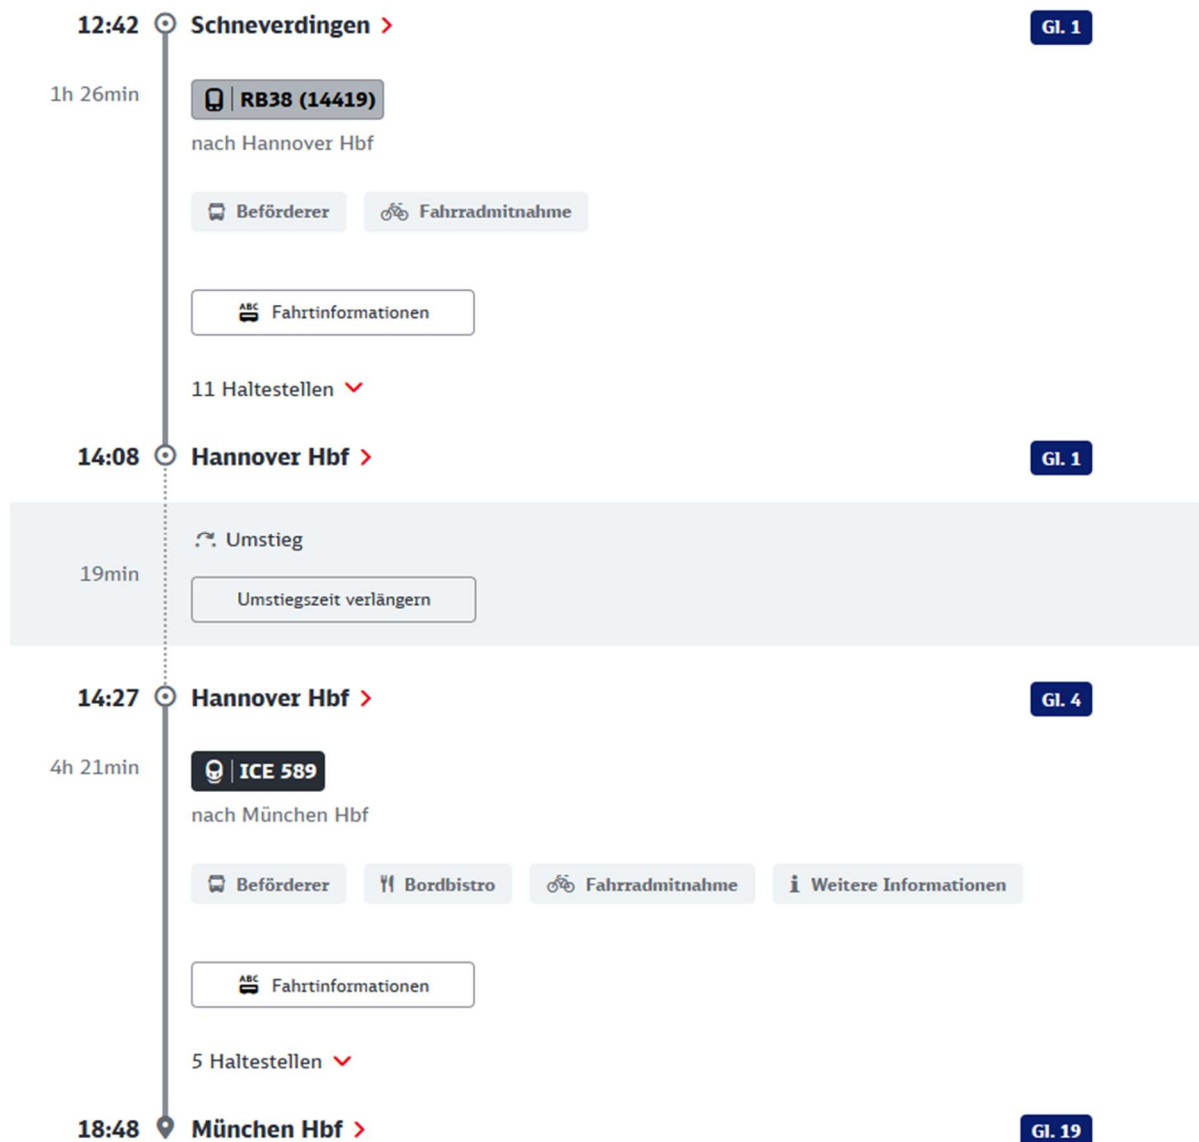 12:42 Schneverdingen Gl. 1
1h 26min RB38 (14419)
nach Hannover Hbf
Beförderer Fahrradmitnahme
ABC Fahrtinformationen
11 Haltestellen
14:08 Hannover Hbf Gl. 1
Umstieg
19min
Umstiegszeit verlängern
14:27 Hannover Hbf Gl. 4
4h 21min ICE 589
nach München Hbf
Beförderer Bordbistro Fahrradmitnahme Weitere Informationen
ABC Fahrtinformationen
5 Haltestellen
18:48 München Hbf Gl. 19